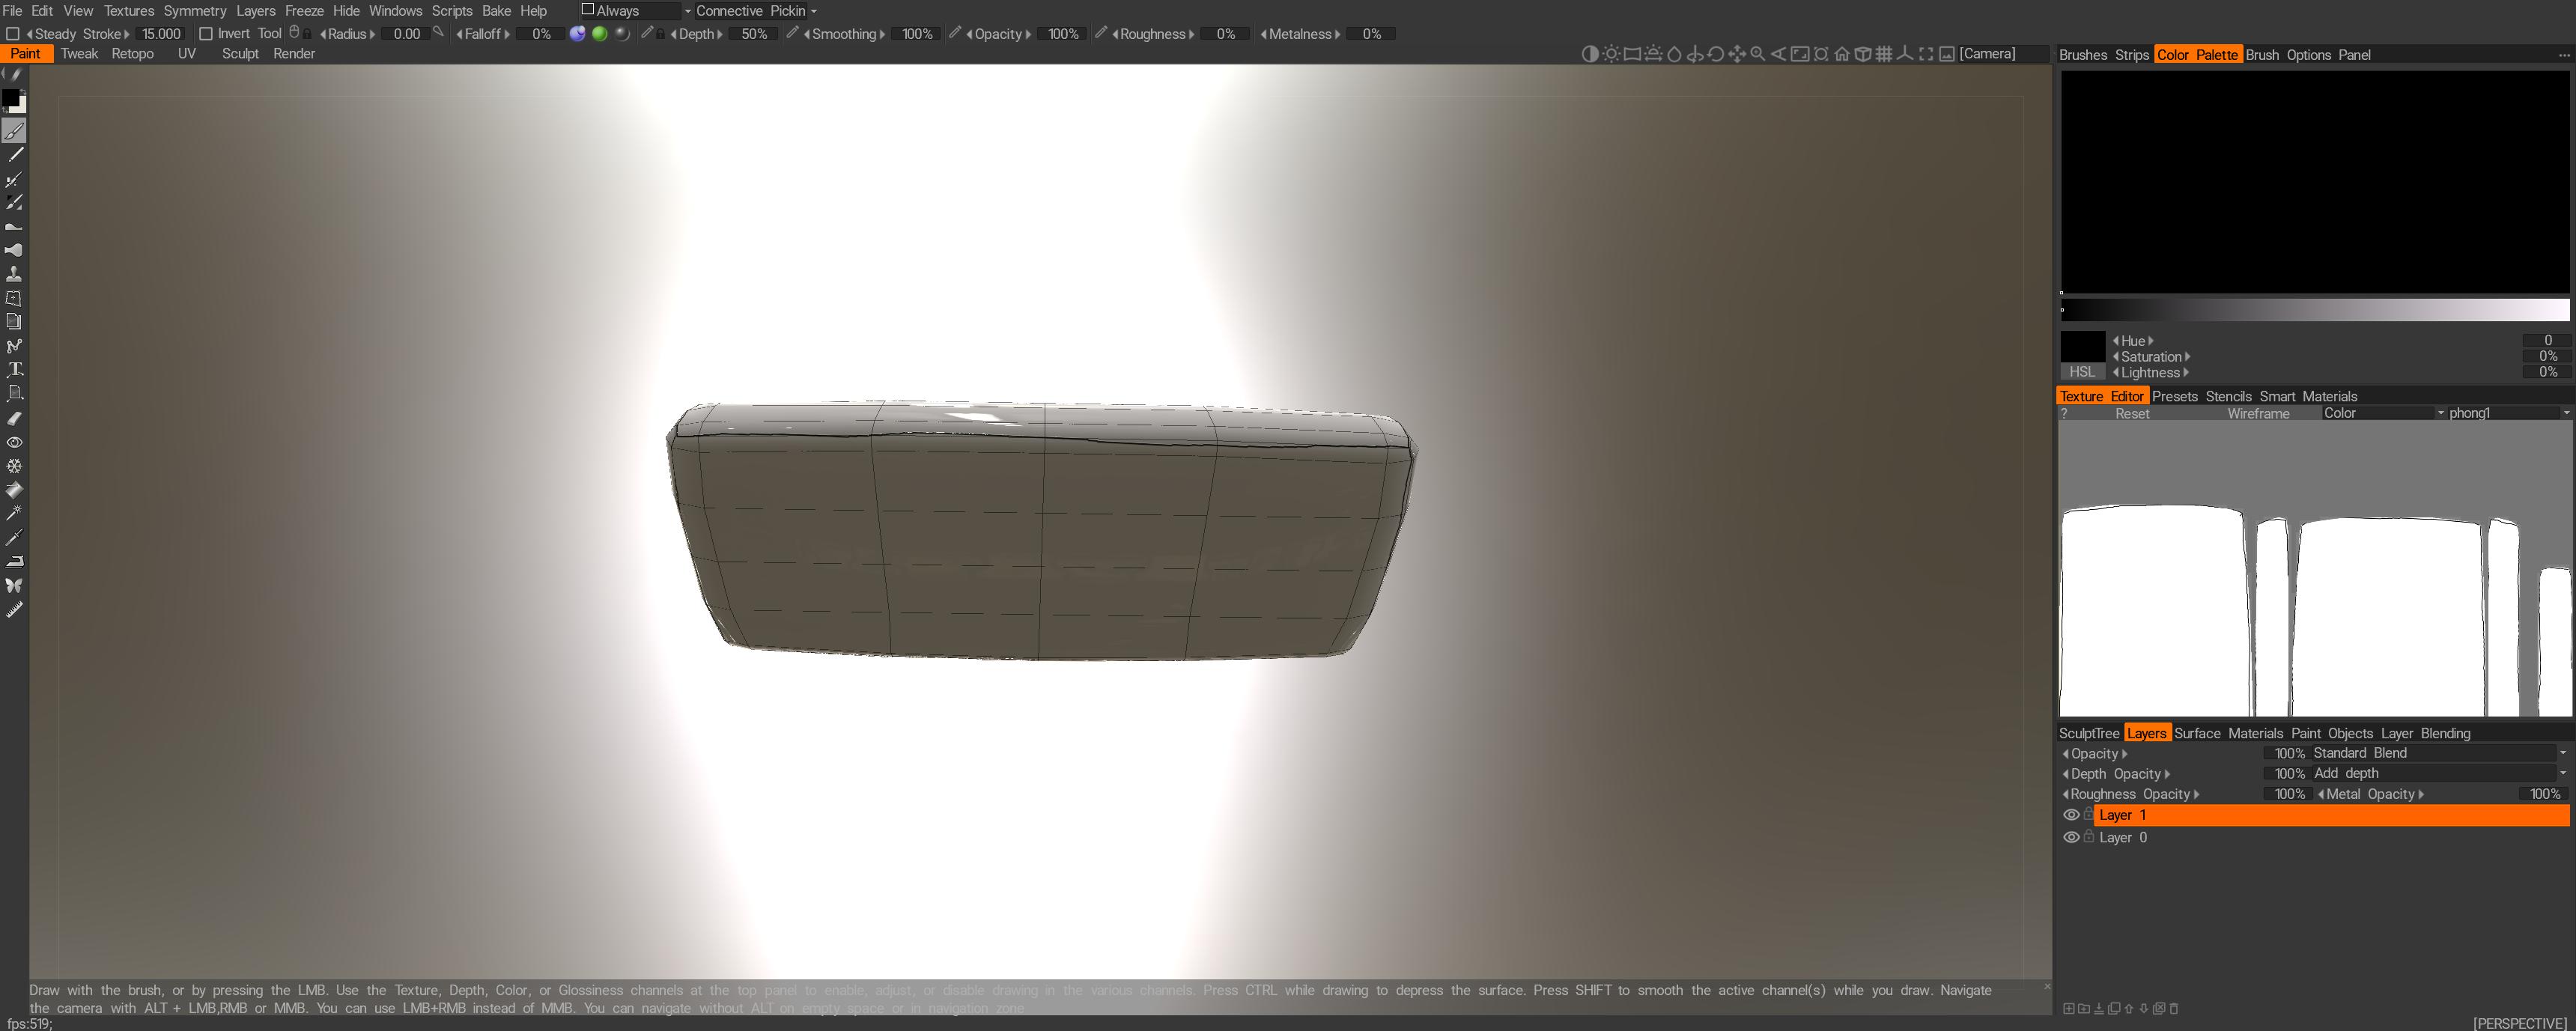 File Edit View Textures Symmetry Layers Freeze Hide Windows Scripts Bake Help Always Connective Pickin
Steady Stroke 15.000 Invert Tool Radius 0.00 Falloff 0% Depth 50% Smoothing 100% Opacity 100% Roughness 0% Metalness 0%
Paint Tweak Retopo UV Sculpt Render [Camera]
Brushes Strips Color Palette Brush Options Panel
Hue 0
Saturation 0%
HSL Lightness 0%
Texture Editor Presets Stencils Smart Materials
? Reset Wireframe Color phong1
SculptTree Layers Surface Materials Paint Objects Layer Blending
Opacity 100% Standard Blend
Depth Opacity 100% Add depth
Roughness Opacity 100% Metal Opacity 100%
Layer 1
Layer 0
Draw with the brush, or by pressing the LMB. Use the Texture, Depth, Color, or Glossiness channels at the top panel to enable, adjust, or disable drawing in the various channels. Press CTRL while drawing to depress the surface. Press SHIFT to smooth the active channel(s) while you draw. Navigate
the camera with ALT + LMB,RMB or MMB. You can use LMB+RMB instead of MMB. You can navigate without ALT on empty space or in navigation zone
fps:519;
[PERSPECTIVE]